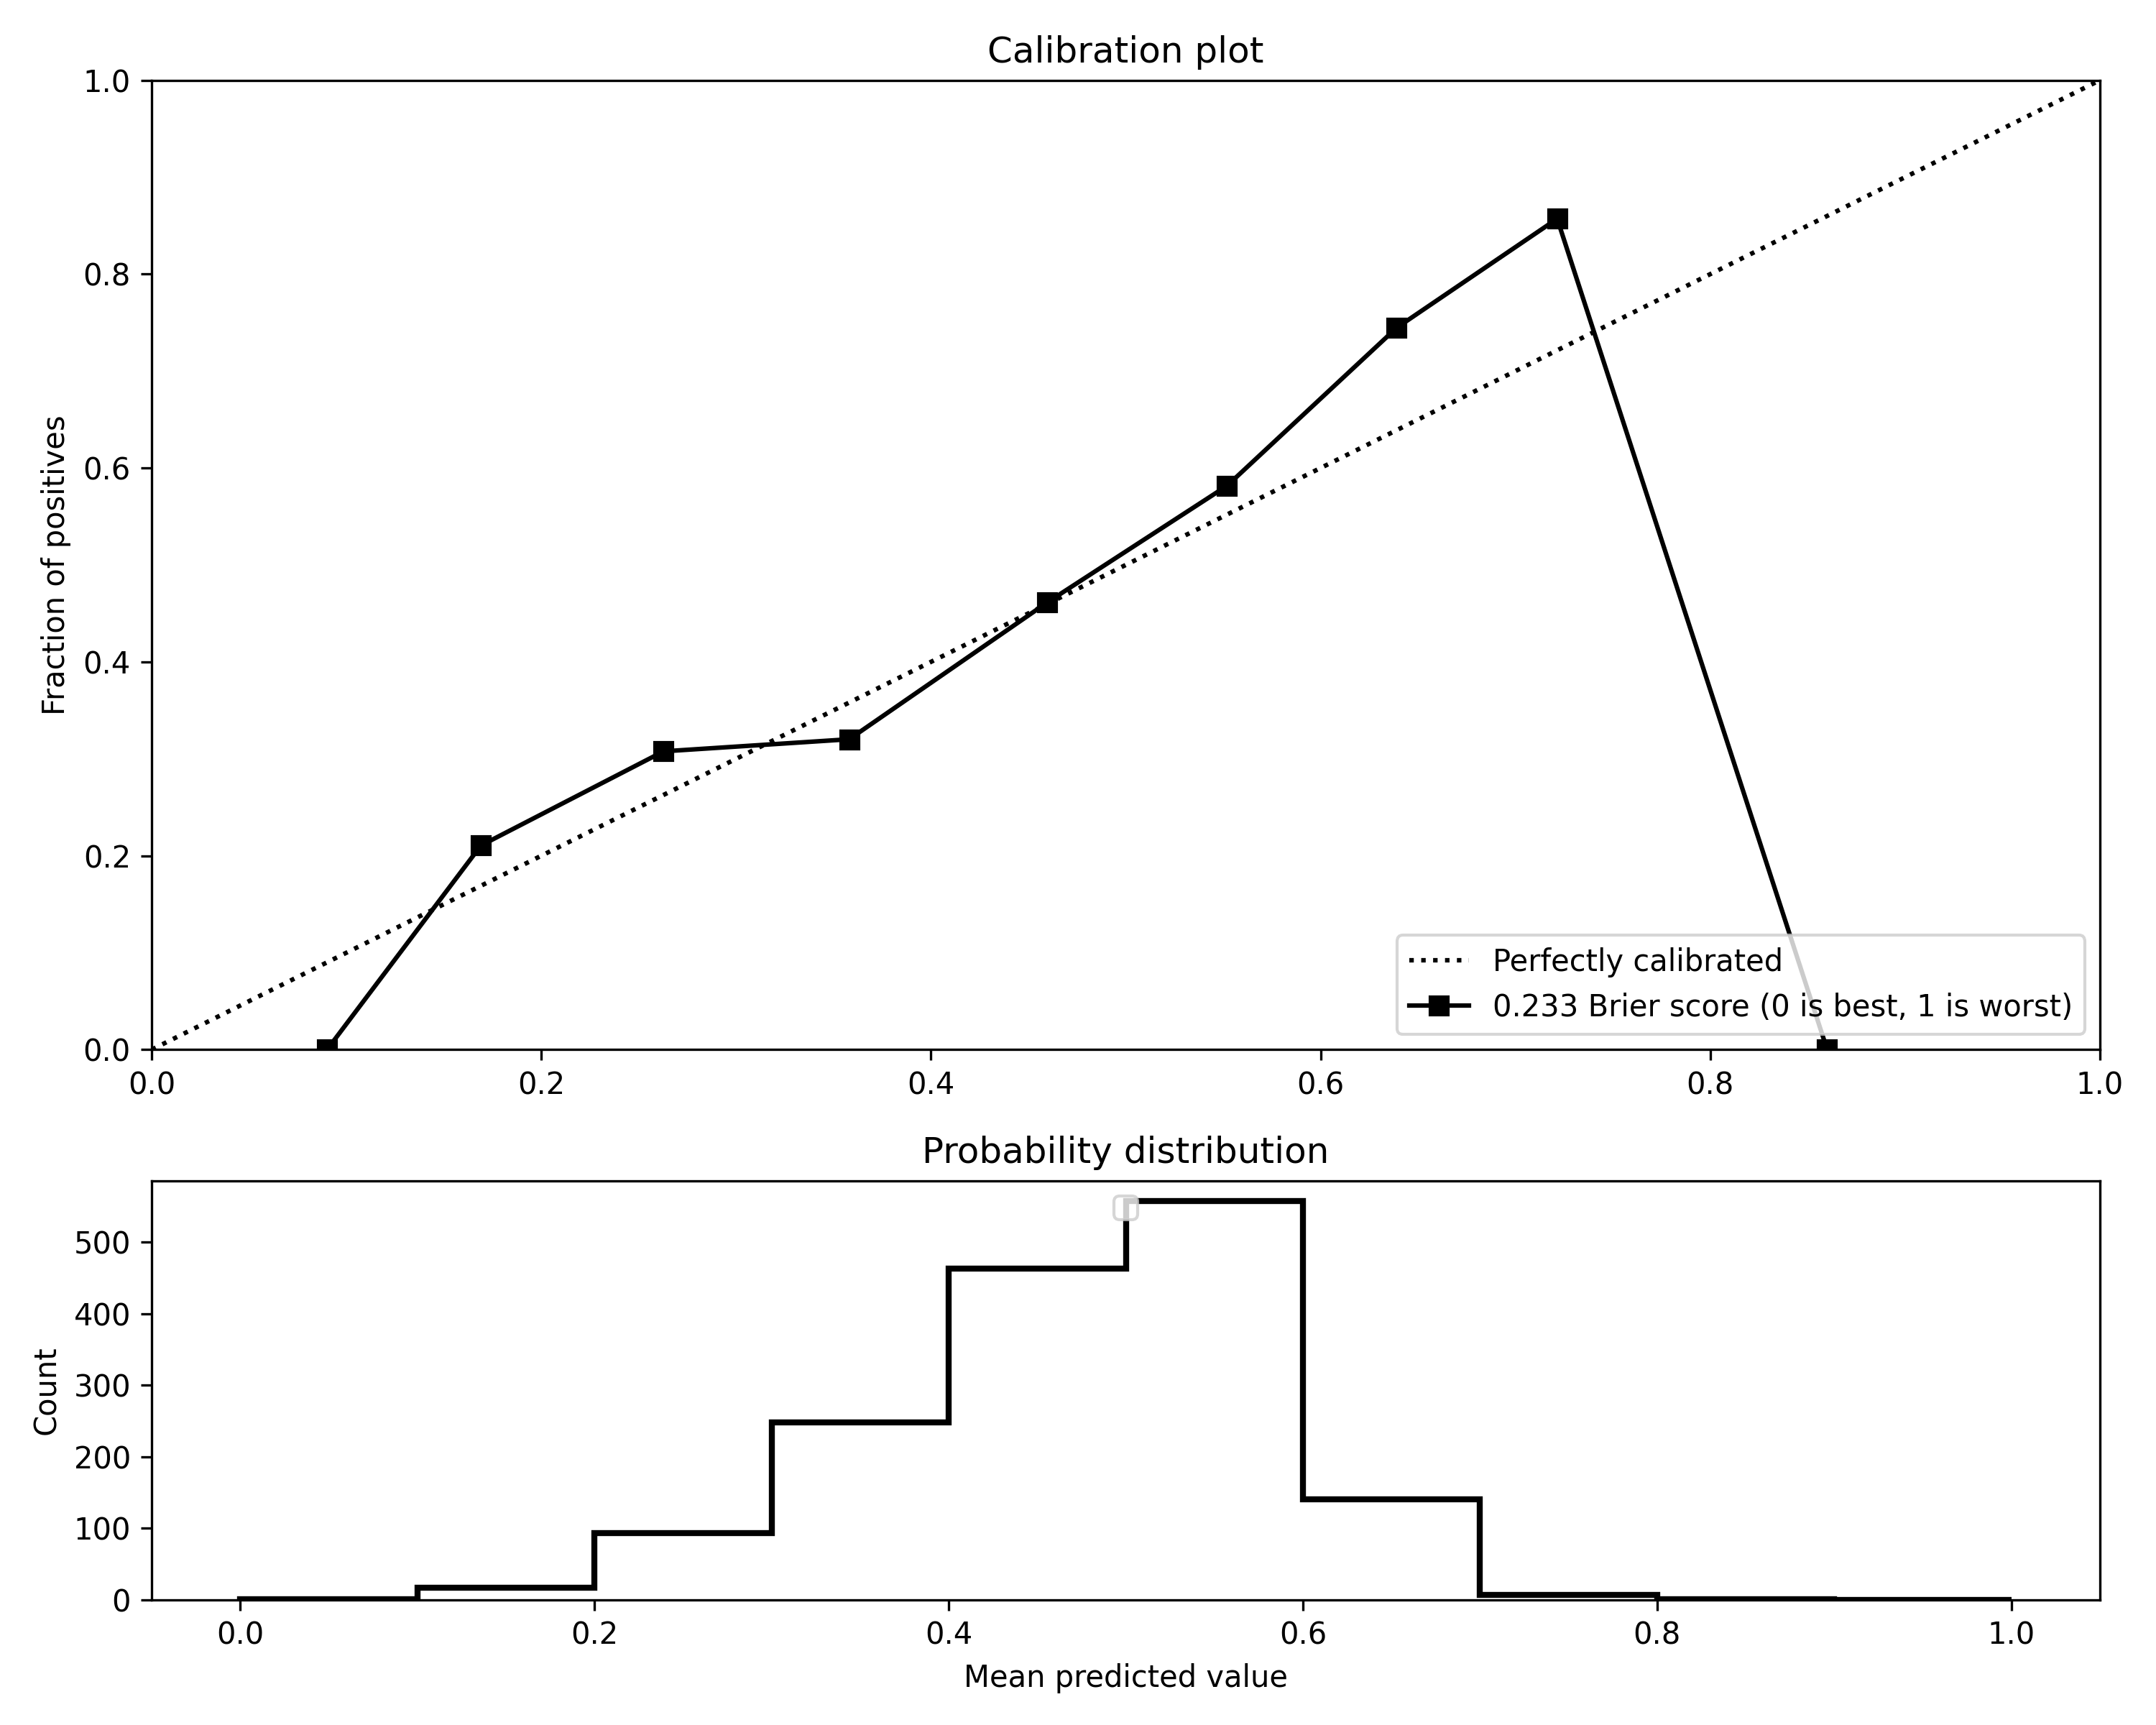 Calibration plot
1.0
0.8
0.6
0.4
0.2
0.0
Fraction of positives
Perfectly calibrated
0.233 Brier score (0 is best, 1 is worst)
0.0 0.2 0.4 0.6 0.8 1.0
Probability distribution
500
400
300
200
100
0
Count
0.0 0.2 0.4 0.6 0.8 1.0
Mean predicted value